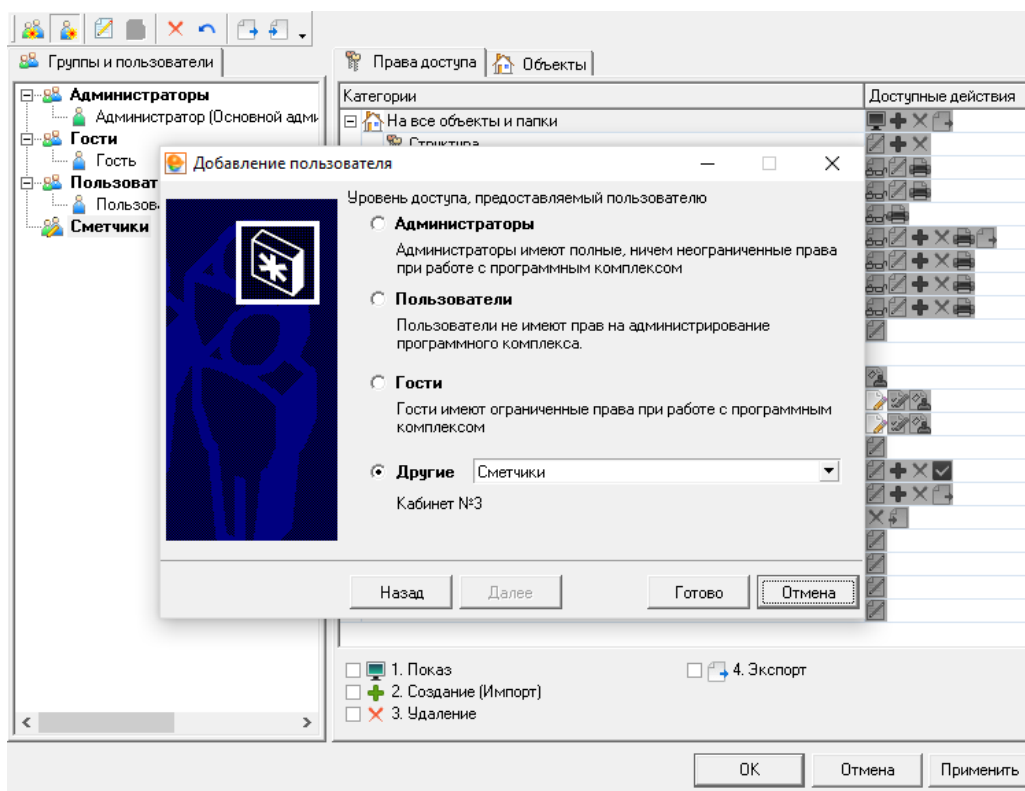 Группы и пользователи
Права доступа
Объекты
Администраторы
Администратор (Основной адми
Гости
Гость
Пользоват
Пользов
Сметчики
Категории
Доступные действия
На все объекты и папки
Структура
Добавление пользователя
Уровень доступа, предоставляемый пользователю
Администраторы
Администраторы имеют полные, ничем неограниченные права
при работе с программным комплексом
Пользователи
Пользователи не имеют прав на администрирование
программного комплекса.
Гости
Гости имеют ограниченные права при работе с программным
комплексом
Другие Сметчики
Кабинет №3
Назад
Далее
Готово
Отмена
1. Показ
2. Создание (Импорт)
3. Удаление
4. Экспорт
OK
Отмена
Применить